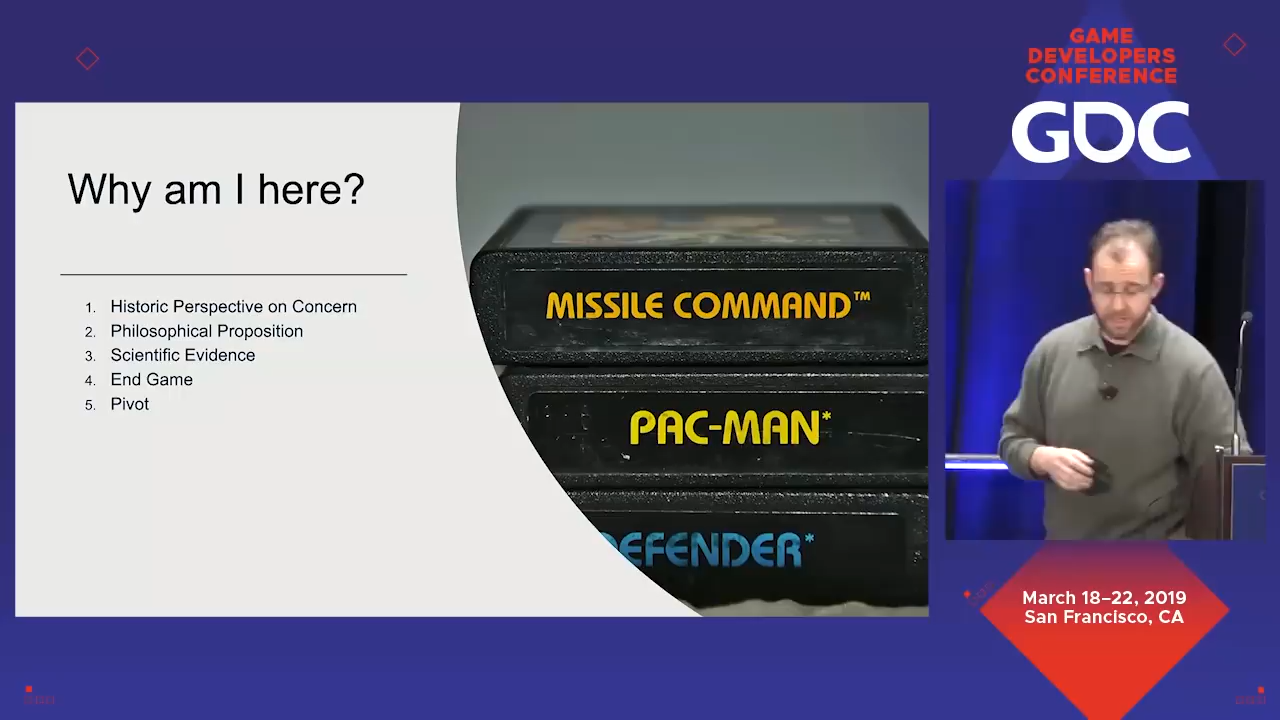 GAME
DEVELOPERS
CONFERENCE
GDC
Why am I here?
1. Historic Perspective on Concern
2. Philosophical Proposition
3. Scientific Evidence
4. End Game
5. Pivot
MISSILE COMMAND™
PAC-MAN*
DEFENDER*
March 18–22, 2019
San Francisco, CA